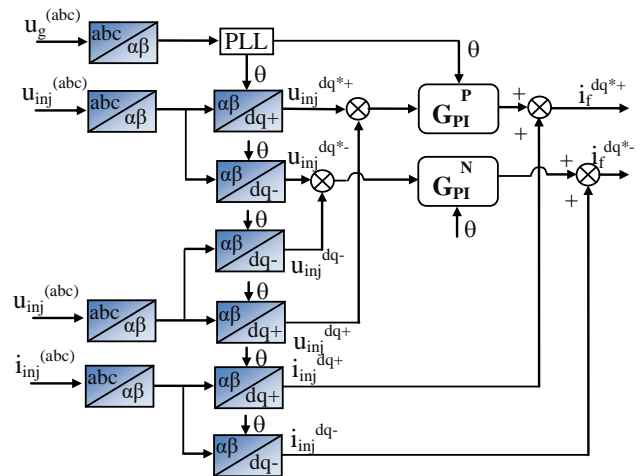 u_g^(abc)
abc
αβ
PLL
θ
θ
u_inj^(abc)
abc
αβ
αβ
dq+
u_inj^dq*+
G_PI^P
+
+
i_f^dq*+
θ
αβ
dq-
u_inj^dq*-
G_PI^N
+
+
i_f^dq*-
θ
θ
αβ
dq-
u_inj^dq-
u_inj^(abc)
abc
αβ
θ
αβ
dq+
u_inj^dq+
i_inj^(abc)
abc
αβ
θ
αβ
dq+
i_inj^dq+
θ
αβ
dq-
i_inj^dq-